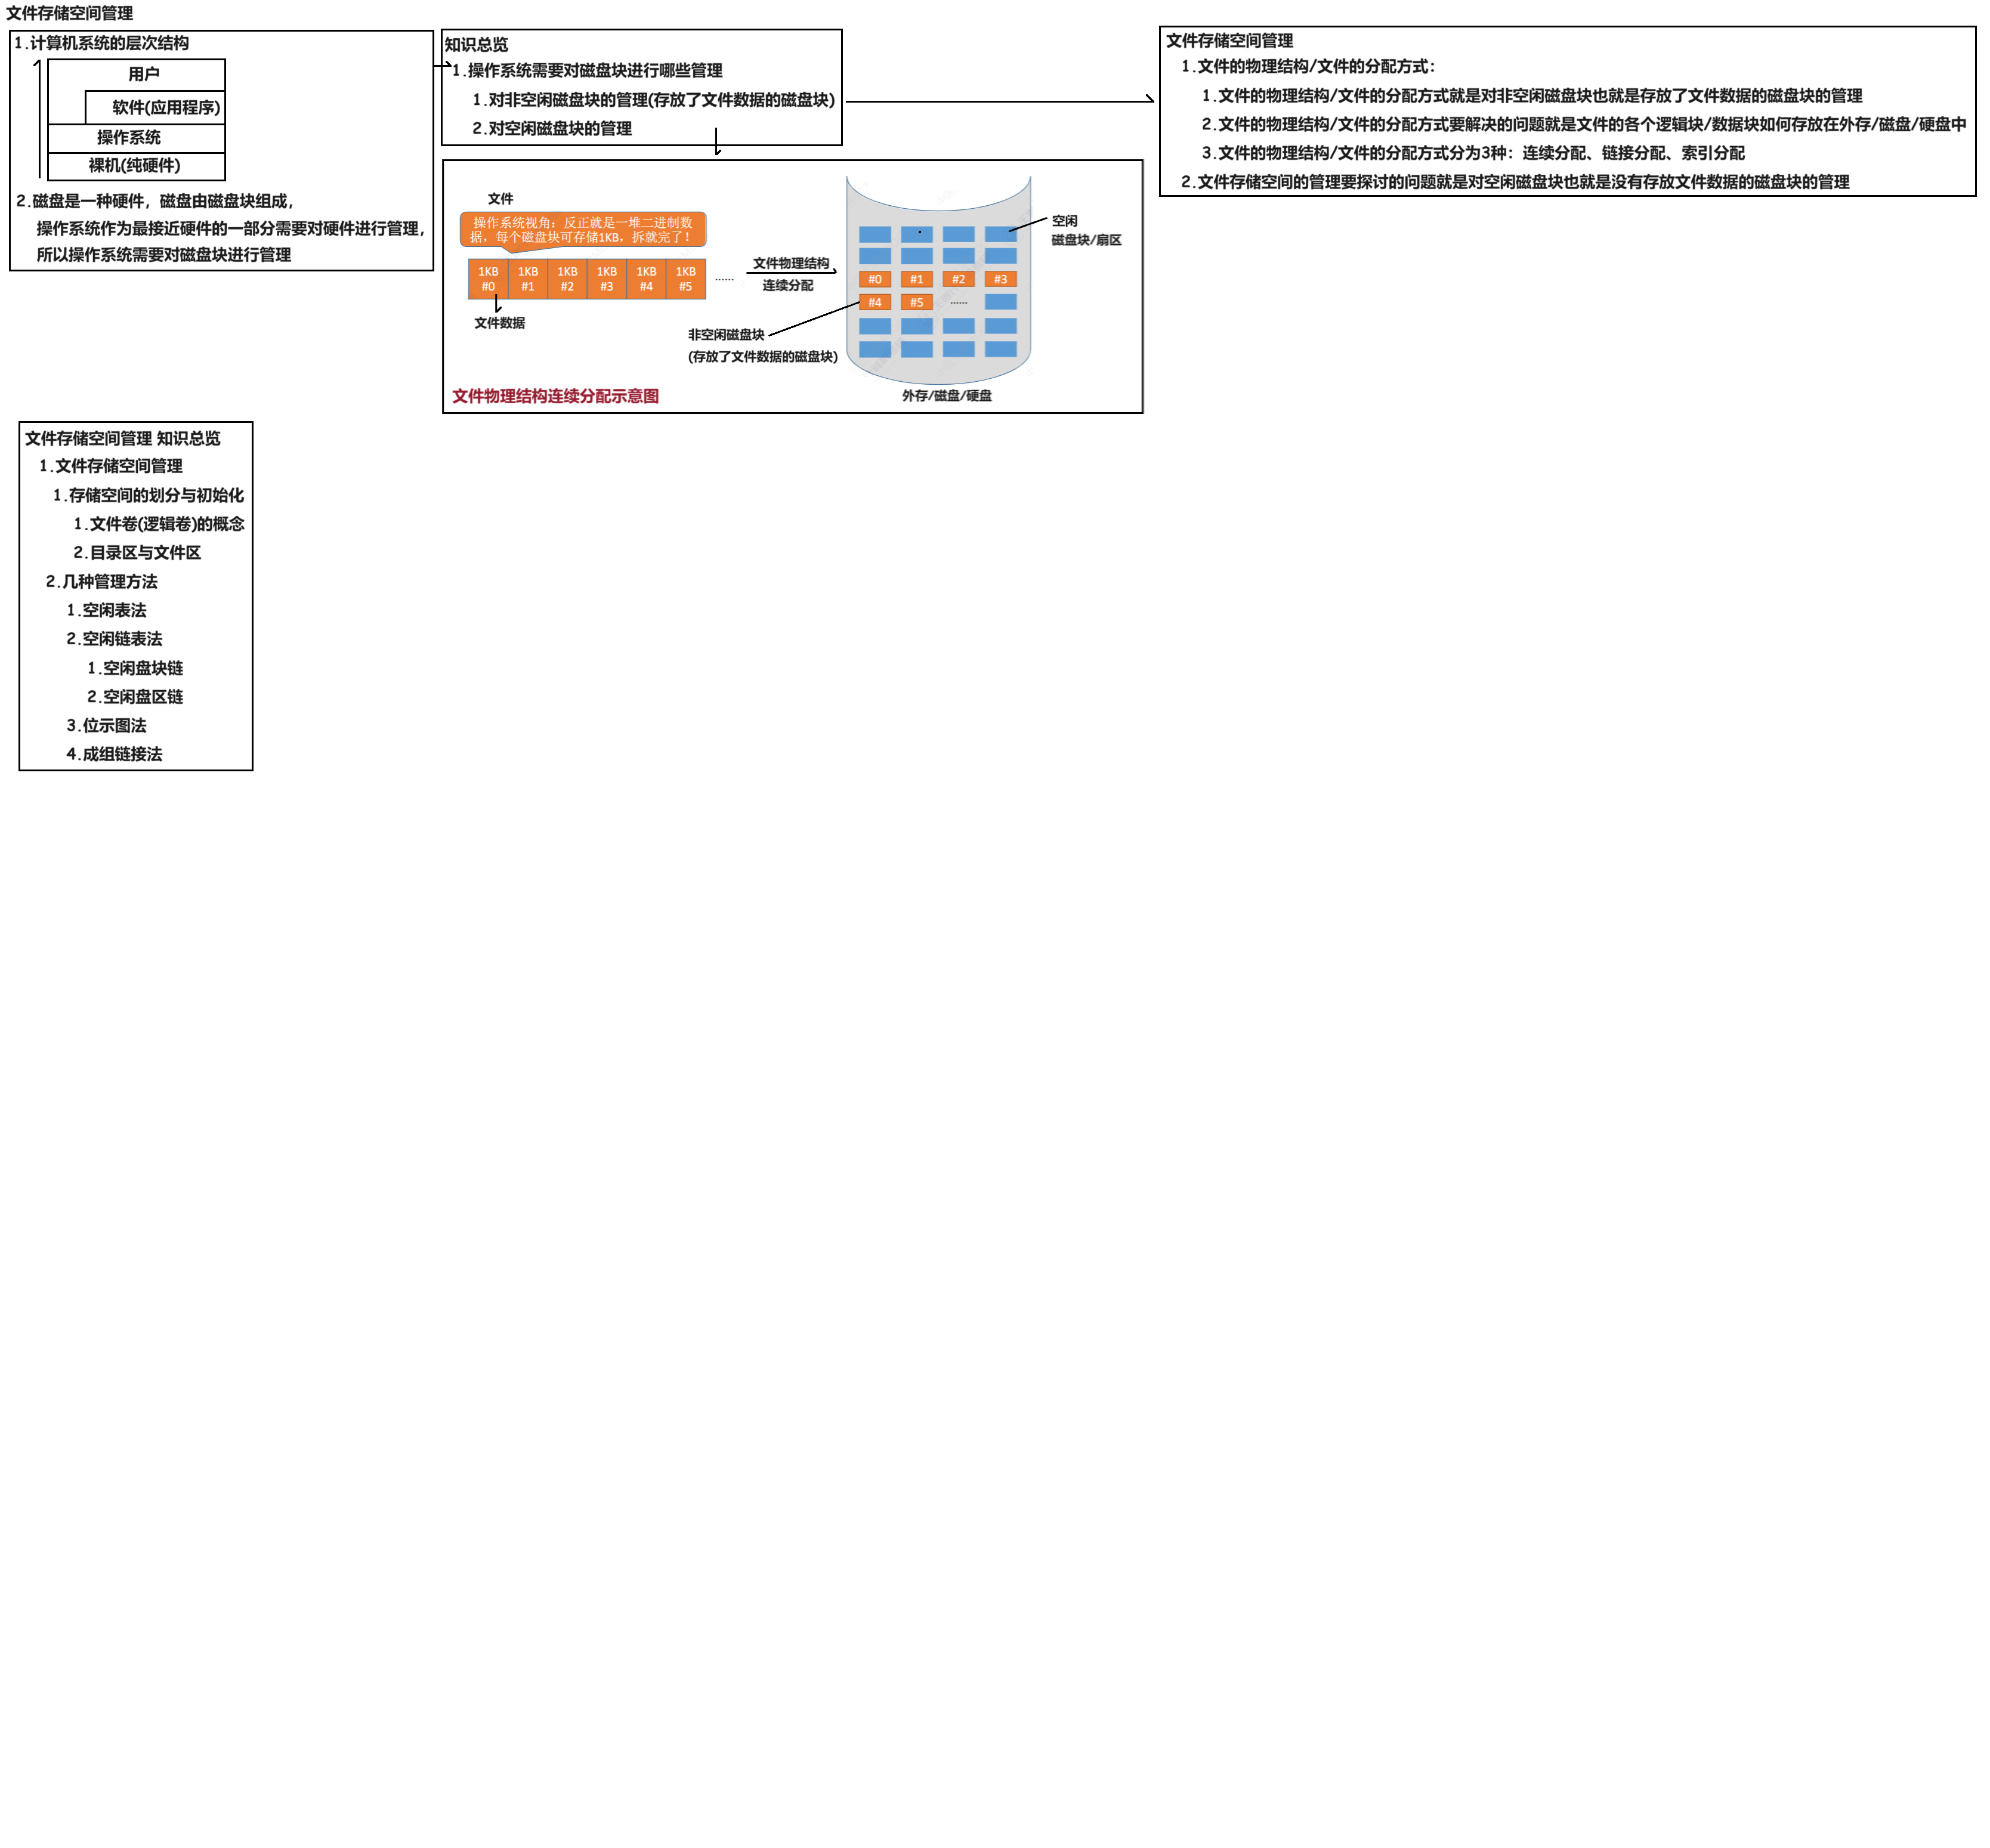 文件存储空间管理
1.计算机系统的层次结构
用户
软件(应用程序)
操作系统
裸机(纯硬件)
2.磁盘是一种硬件，磁盘由磁盘块组成，
操作系统作为最接近硬件的一部分需要对硬件进行管理，
所以操作系统需要对磁盘块进行管理
知识总览
1.操作系统需要对磁盘块进行哪些管理
1.对非空闲磁盘块的管理(存放了文件数据的磁盘块)
2.对空闲磁盘块的管理
文件存储空间管理
1.文件的物理结构/文件的分配方式：
1.文件的物理结构/文件的分配方式就是对非空闲磁盘块也就是存放了文件数据的磁盘块的管理
2.文件的物理结构/文件的分配方式要解决的问题就是文件的各个逻辑块/数据块如何存放在外存/磁盘/硬盘中
3.文件的物理结构/文件的分配方式分为3种：连续分配、链接分配、索引分配
2.文件存储空间的管理要探讨的问题就是对空闲磁盘块也就是没有存放文件数据的磁盘块的管理
文件
操作系统视角：反正就是一堆二进制数
据，每个磁盘块可存储1KB，拆就完了！
1KB 1KB 1KB 1KB 1KB 1KB
#0 #1 #2 #3 #4 #5 ......
文件数据
文件物理结构
连续分配
空闲
磁盘块/扇区
#0 #1 #2 #3
#4 #5 ......
非空闲磁盘块
(存放了文件数据的磁盘块)
外存/磁盘/硬盘
文件物理结构连续分配示意图
文件存储空间管理 知识总览
1.文件存储空间管理
1.存储空间的划分与初始化
1.文件卷(逻辑卷)的概念
2.目录区与文件区
2.几种管理方法
1.空闲表法
2.空闲链表法
1.空闲盘块链
2.空闲盘区链
3.位示图法
4.成组链接法